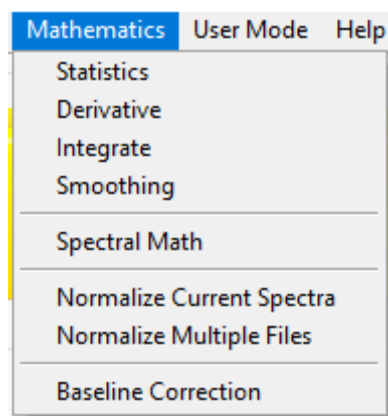 Mathematics User Mode Help
Statistics
Derivative
Integrate
Smoothing
Spectral Math
Normalize Current Spectra
Normalize Multiple Files
Baseline Correction